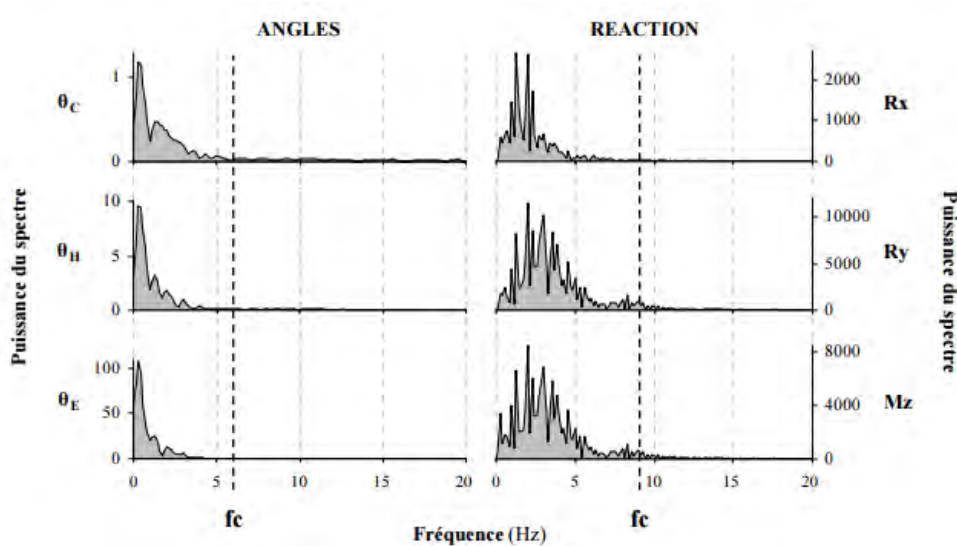 ANGLES REACTION
Puissance du spectre
θC
1
0
Rx
2000
1000
0
θH
10
5
0
Ry
10000
5000
0
θE
100
50
0
Mz
8000
4000
0
Puissance du spectre
0 5 10 15 20 0 5 10 15 20
fc fc
Fréquence (Hz)